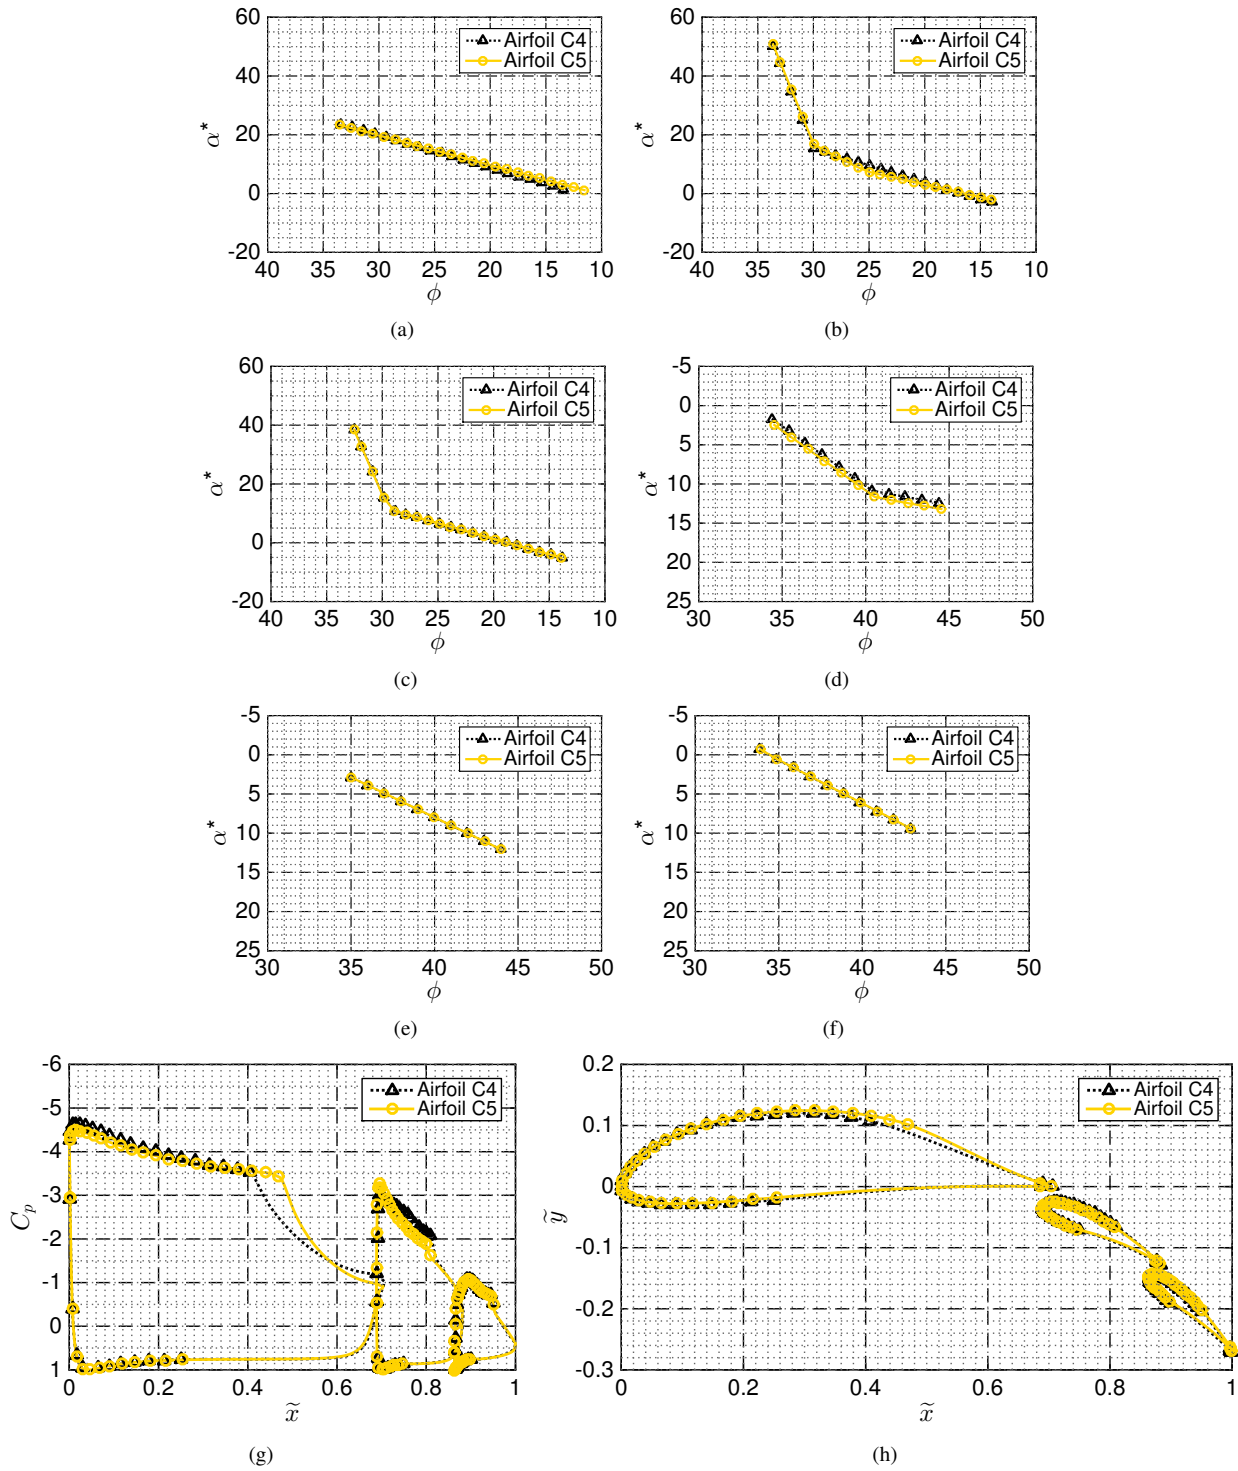 60
40
20
0
-20
α*
40 35 30 25 20 15 10
ϕ
Airfoil C4
Airfoil C5
(a)
60
40
20
0
-20
α*
40 35 30 25 20 15 10
ϕ
Airfoil C4
Airfoil C5
(b)
60
40
20
0
-20
α*
40 35 30 25 20 15 10
ϕ
Airfoil C4
Airfoil C5
(c)
-5
0
5
10
15
20
25
α*
30 35 40 45 50
ϕ
Airfoil C4
Airfoil C5
(d)
-5
0
5
10
15
20
25
α*
30 35 40 45 50
ϕ
Airfoil C4
Airfoil C5
(e)
-5
0
5
10
15
20
25
α*
30 35 40 45 50
ϕ
Airfoil C4
Airfoil C5
(f)
-6
-5
-4
-3
-2
-1
0
1
C_p
0 0.2 0.4 0.6 0.8 1
x̃
Airfoil C4
Airfoil C5
(g)
0.2
0.1
0
-0.1
-0.2
-0.3
ỹ
0 0.2 0.4 0.6 0.8 1
x̃
Airfoil C4
Airfoil C5
(h)